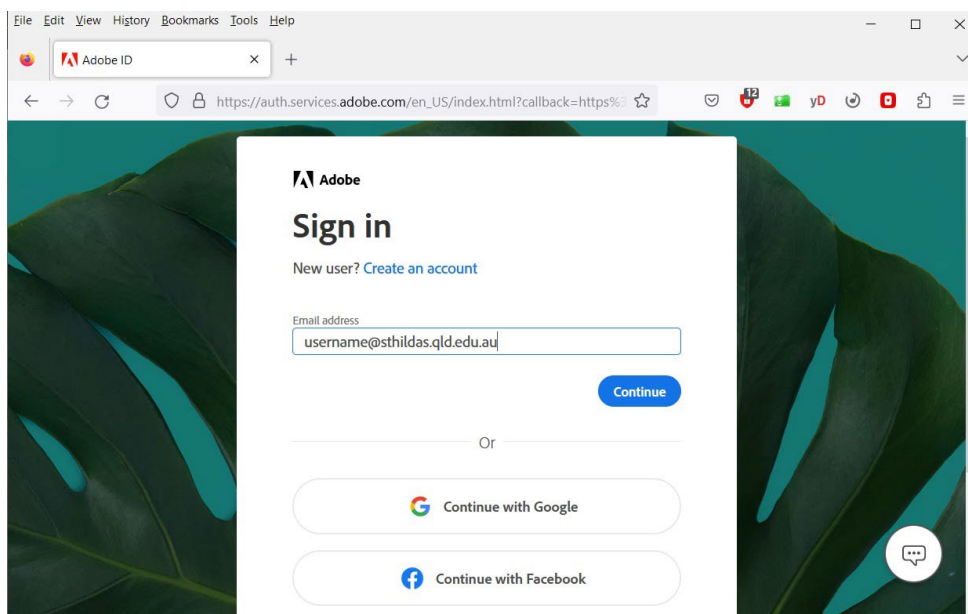 File Edit View History Bookmarks Tools Help
Adobe ID
https://auth.services.adobe.com/en_US/index.html?callback=https%3
12
yD
Adobe
Sign in
New user? Create an account
Email address
username@sthildas.qld.edu.au
Continue
Or
Continue with Google
Continue with Facebook